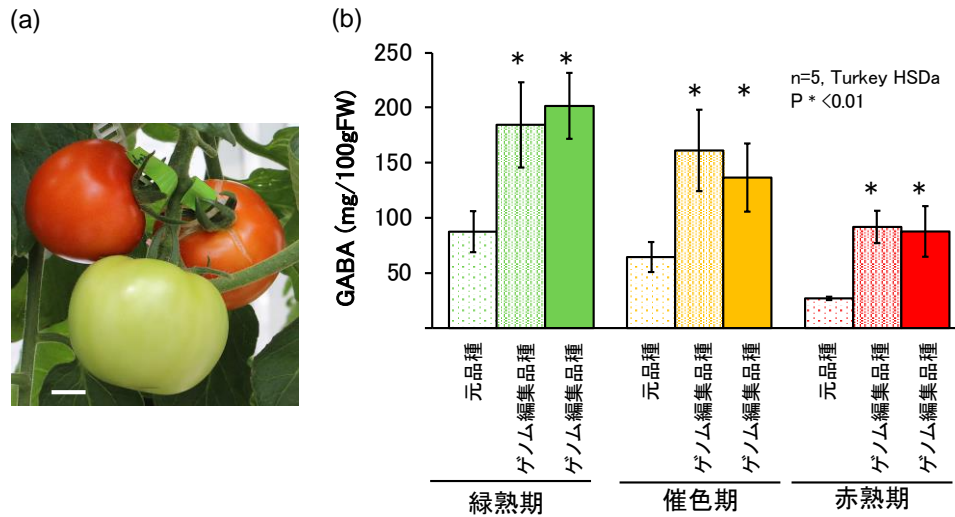 (a)
(b)
GABA (mg/100gFW)
250
200
150
100
50
* *
* *
* *
n=5, Turkey HSDa
P * <0.01
元品種
ゲノム編集品種
ゲノム編集品種
元品種
ゲノム編集品種
ゲノム編集品種
元品種
ゲノム編集品種
ゲノム編集品種
緑熟期
催色期
赤熟期